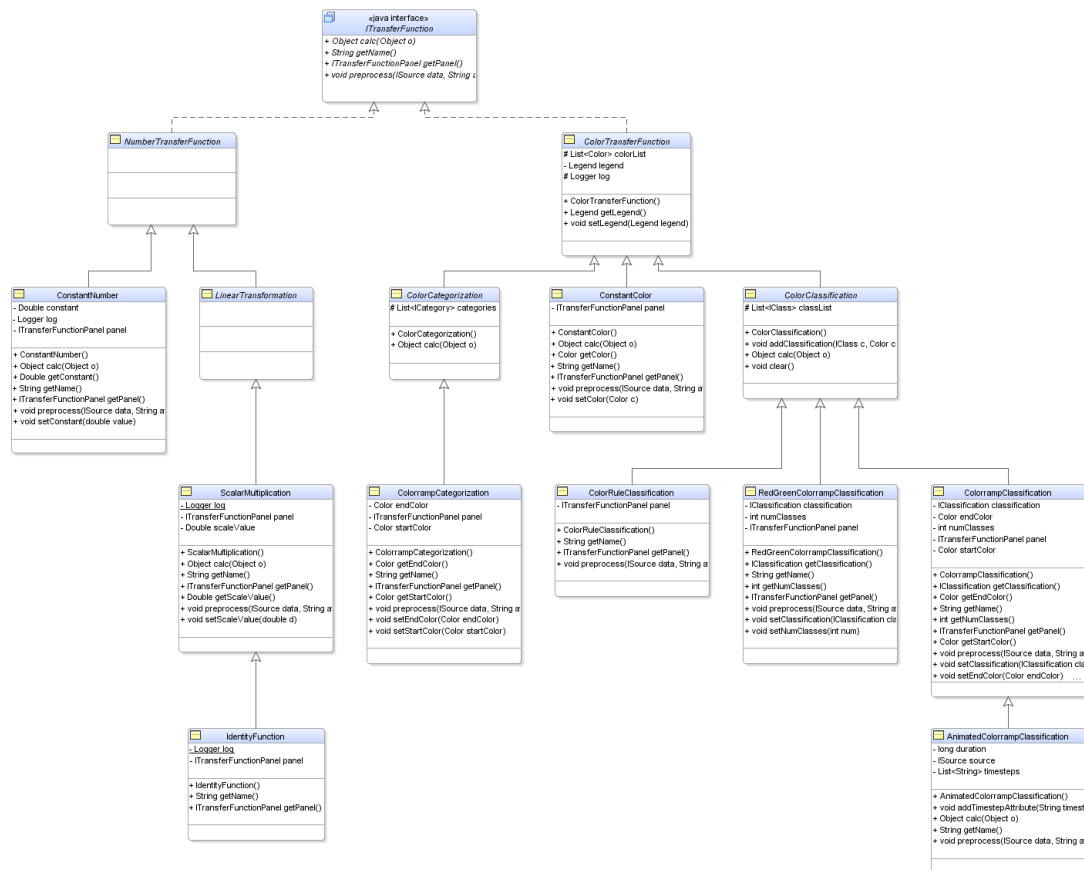 «java interface»
ITransferFunction
+ Object calc(Object o)
+ String getName()
+ ITransferFunctionPanel getPanel()
+ void preprocess(ISource data, String a
NumberTransferFunction
ColorTransferFunction
# List<Color> colorList
- Legend legend
# Logger log
+ ColorTransferFunction()
+ Legend getLegend()
+ void setLegend(Legend legend)
ConstantNumber
- Double constant
- Logger log
- ITransferFunctionPanel panel
+ ConstantNumber()
+ Object calc(Object o)
+ Double getConstant()
+ String getName()
+ ITransferFunctionPanel getPanel()
+ void preprocess(ISource data, String a
+ void setConstant(double value)
LinearTransformation
ColorCategorization
# List<ICategory> categories
+ ColorCategorization()
+ Object calc(Object o)
ConstantColor
- ITransferFunctionPanel panel
+ ConstantColor()
+ Object calc(Object o)
+ Color getColor()
+ String getName()
+ ITransferFunctionPanel getPanel()
+ void preprocess(ISource data, String a
+ void setColor(Color c)
ColorClassification
# List<IClass> classList
+ ColorClassification()
+ void addClassification(IClass c, Color c
+ Object calc(Object o)
+ void clear()
ScalarMultiplication
- Logger log
- ITransferFunctionPanel panel
- Double scaleValue
+ ScalarMultiplication()
+ Object calc(Object o)
+ String getName()
+ ITransferFunctionPanel getPanel()
+ Double getScaleValue()
+ void preprocess(ISource data, String a
+ void setScaleValue(double d)
ColorrampCategorization
- Color endColor
- ITransferFunctionPanel panel
- Color startColor
+ ColorrampCategorization()
+ Color getEndColor()
+ String getName()
+ ITransferFunctionPanel getPanel()
+ Color getStartColor()
+ void preprocess(ISource data, String a
+ void setEndColor(Color endColor)
+ void setStartColor(Color startColor)
ColorRuleClassification
- ITransferFunctionPanel panel
+ ColorRuleClassification()
+ String getName()
+ ITransferFunctionPanel getPanel()
+ void preprocess(ISource data, String a
RedGreenColorrampClassification
- IClassification classification
- int numClasses
- ITransferFunctionPanel panel
+ RedGreenColorrampClassification()
+ IClassification getClassification()
+ String getName()
+ int getNumClasses()
+ ITransferFunctionPanel getPanel()
+ void preprocess(ISource data, String a
+ void setClassification(IClassification cla
+ void setNumClasses(int num)
ColorrampClassification
- IClassification classification
- Color endColor
- int numClasses
- ITransferFunctionPanel panel
- Color startColor
+ ColorrampClassification()
+ IClassification getClassification()
+ Color getEndColor()
+ String getName()
+ int getNumClasses()
+ ITransferFunctionPanel getPanel()
+ Color getStartColor()
+ void preprocess(ISource data, String a
+ void setClassification(IClassification cla
+ void setEndColor(Color endColor) ...
IdentityFunction
- Logger log
- ITransferFunctionPanel panel
+ IdentityFunction()
+ String getName()
+ ITransferFunctionPanel getPanel()
AnimatedColorrampClassification
- long duration
- ISource source
- List<String> timesteps
+ AnimatedColorrampClassification()
+ void addTimestepAttribute(String timest
+ Object calc(Object o)
+ String getName()
+ void preprocess(ISource data, String a